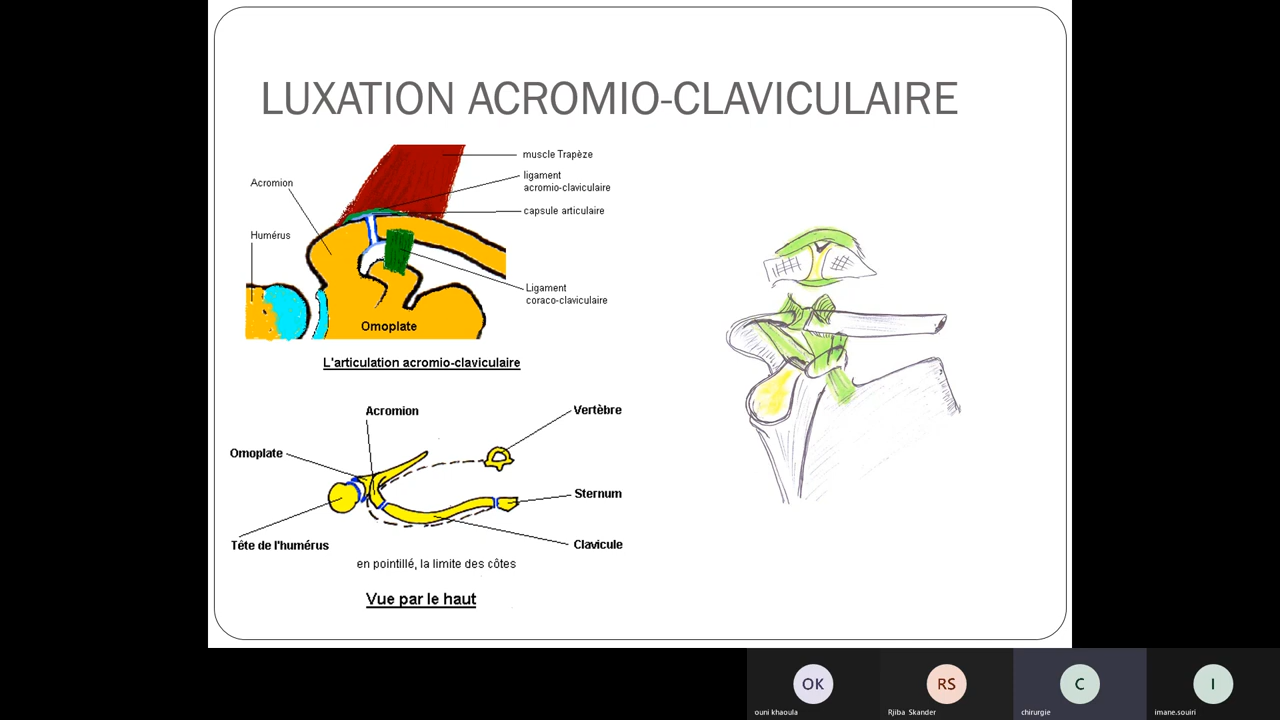 LUXATION ACROMIO-CLAVICULAIRE
muscle Trapèze
ligament
acromio-claviculaire
Acromion
capsule articulaire
Humérus
Ligament
coraco-claviculaire
Omoplate
L'articulation acromio-claviculaire
Acromion
Vertèbre
Omoplate
Sternum
Tête de l'humérus
Clavicule
en pointillé, la limite des côtes
Vue par le haut
OK
RS
C
I
ouni khaoula
Rjiba Skander
chirurgie
imane.souiri